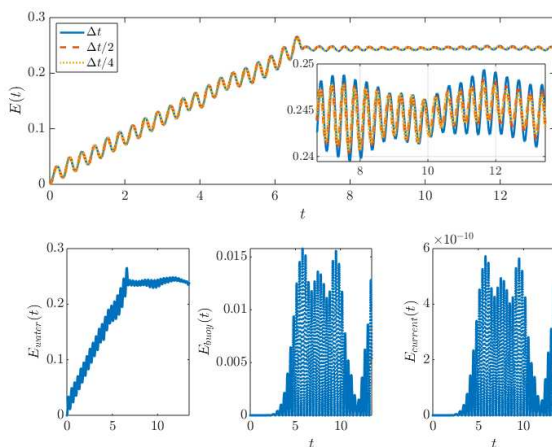 0.3
0.2
0.1
0
E(t)
Δt
Δt/2
Δt/4
0.25
0.24
8 10 12
0 2 4 6 8 10 12
t
0.3
0.2
0.1
0
E_water(t)
0 5 10
t
0.015
0.01
0.005
0
E_buoy(t)
0 5 10
t
×10^-10
6
4
2
0
E_current(t)
0 5 10
t